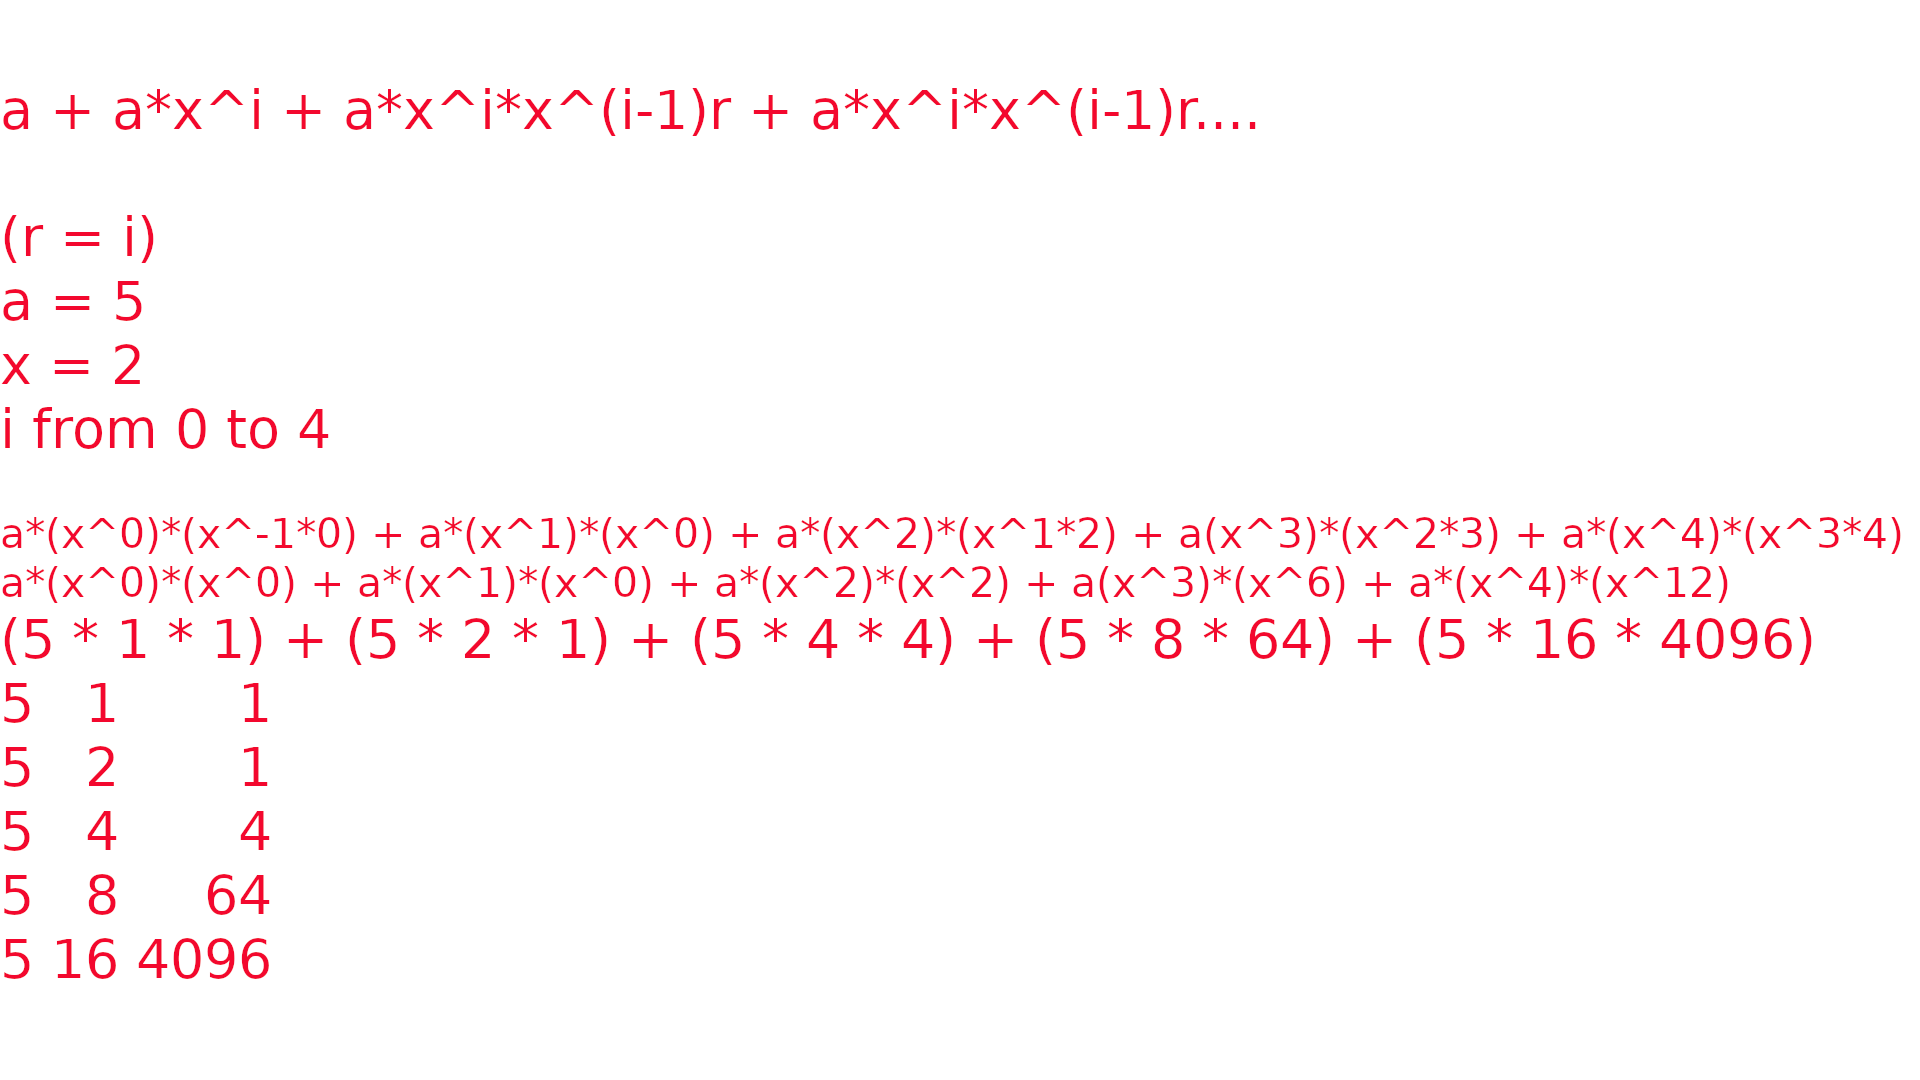 a + a*x^i + a*x^i*x^(i-1)r + a*x^i*x^(i-1)r....
(r = i)
a = 5
x = 2
i from 0 to 4
a*(x^0)*(x^-1*0) + a*(x^1)*(x^0) + a*(x^2)*(x^1*2) + a(x^3)*(x^2*3) + a*(x^4)*(x^3*4)
a*(x^0)*(x^0) + a*(x^1)*(x^0) + a*(x^2)*(x^2) + a(x^3)*(x^6) + a*(x^4)*(x^12)
(5 * 1 * 1) + (5 * 2 * 1) + (5 * 4 * 4) + (5 * 8 * 64) + (5 * 16 * 4096)
5 1 1
5 2 1
5 4 4
5 8 64
5 16 4096